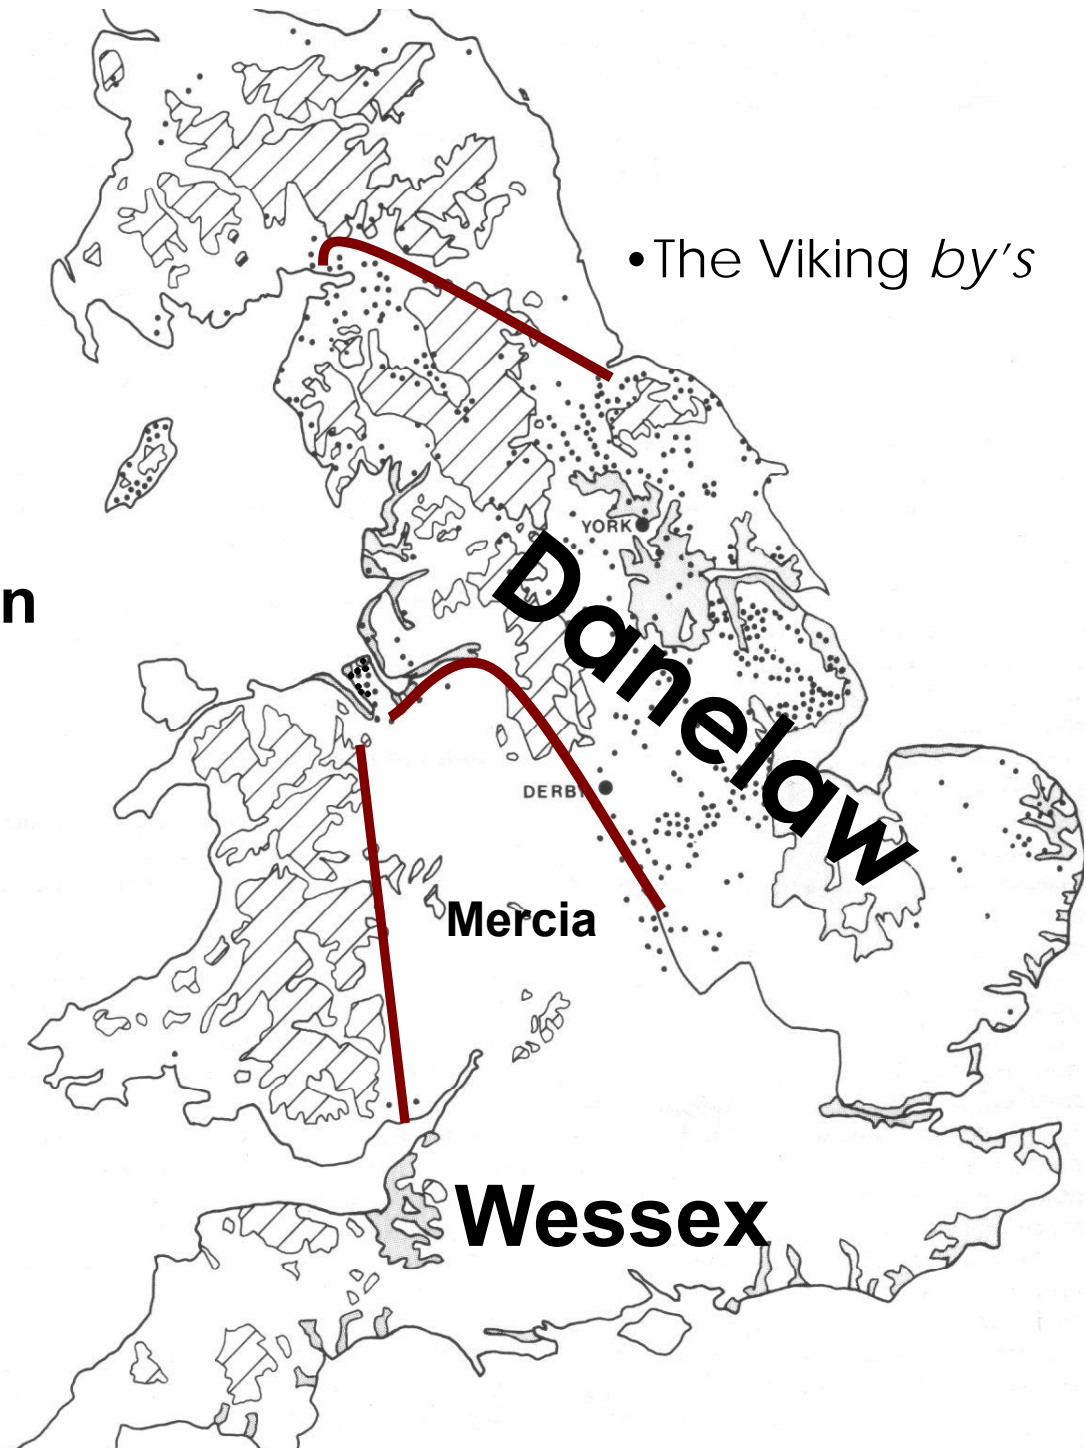 •The Viking by's
YORK
n
Danelaw
DERBY
Mercia
Wessex